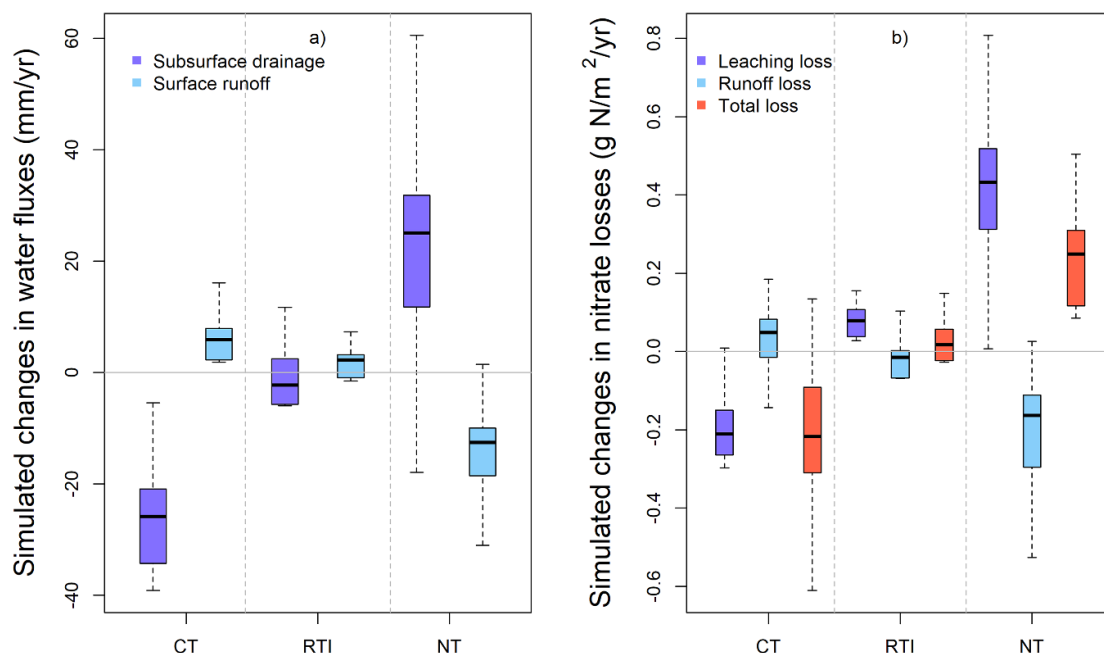 a)
Subsurface drainage
Surface runoff
Simulated changes in water fluxes (mm/yr)
60
40
20
0
-20
-40
CT
RTI
NT
b)
Leaching loss
Runoff loss
Total loss
Simulated changes in nitrate losses (g N/m ²/yr)
0.8
0.6
0.4
0.2
0.0
-0.2
-0.4
-0.6
CT
RTI
NT